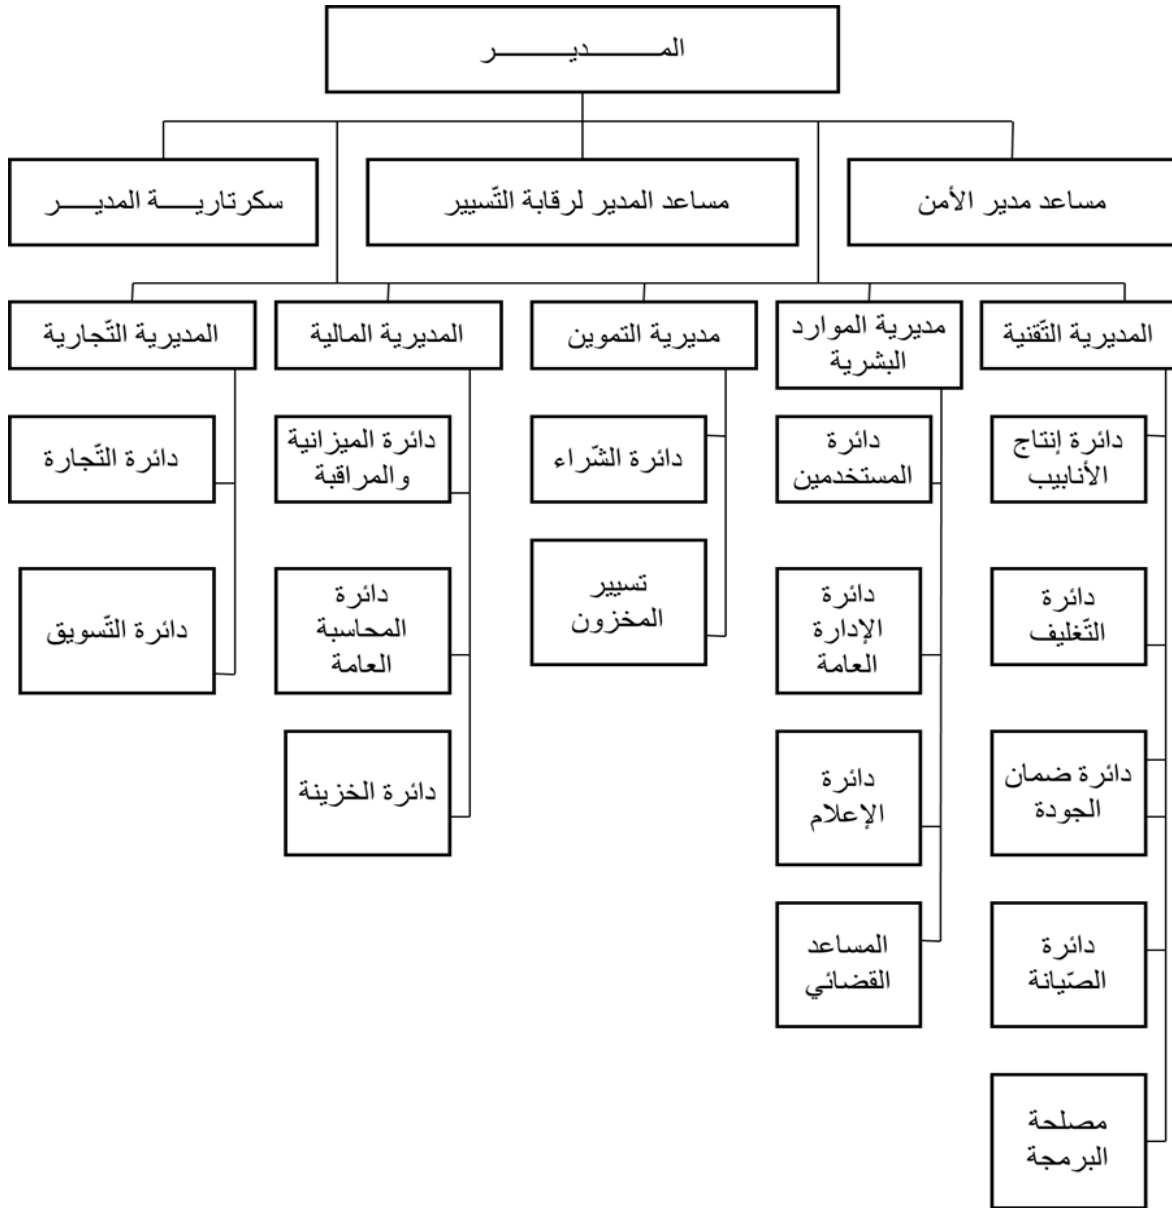 المـــــــــديـــــــــر
مساعد مدير الأمن
مساعد المدير لرقابة التّسيير
سكرتاريــــة المديــــر
المديرية التّقنية
مديرية الموارد
البشرية
مديرية التموين
المديرية المالية
المديرية التّجارية
دائرة إنتاج
الأنابيب
دائرة
التّغليف
دائرة ضمان
الجودة
دائرة
الصّيانة
مصلحة
البرمجة
دائرة
المستخدمين
دائرة
الإدارة
العامة
دائرة
الإعلام
المساعد
القضائي
دائرة الشّراء
تسيير
المخزون
دائرة الميزانية
والمراقبة
دائرة
المحاسبة
العامة
دائرة الخزينة
دائرة التّجارة
دائرة التّسويق